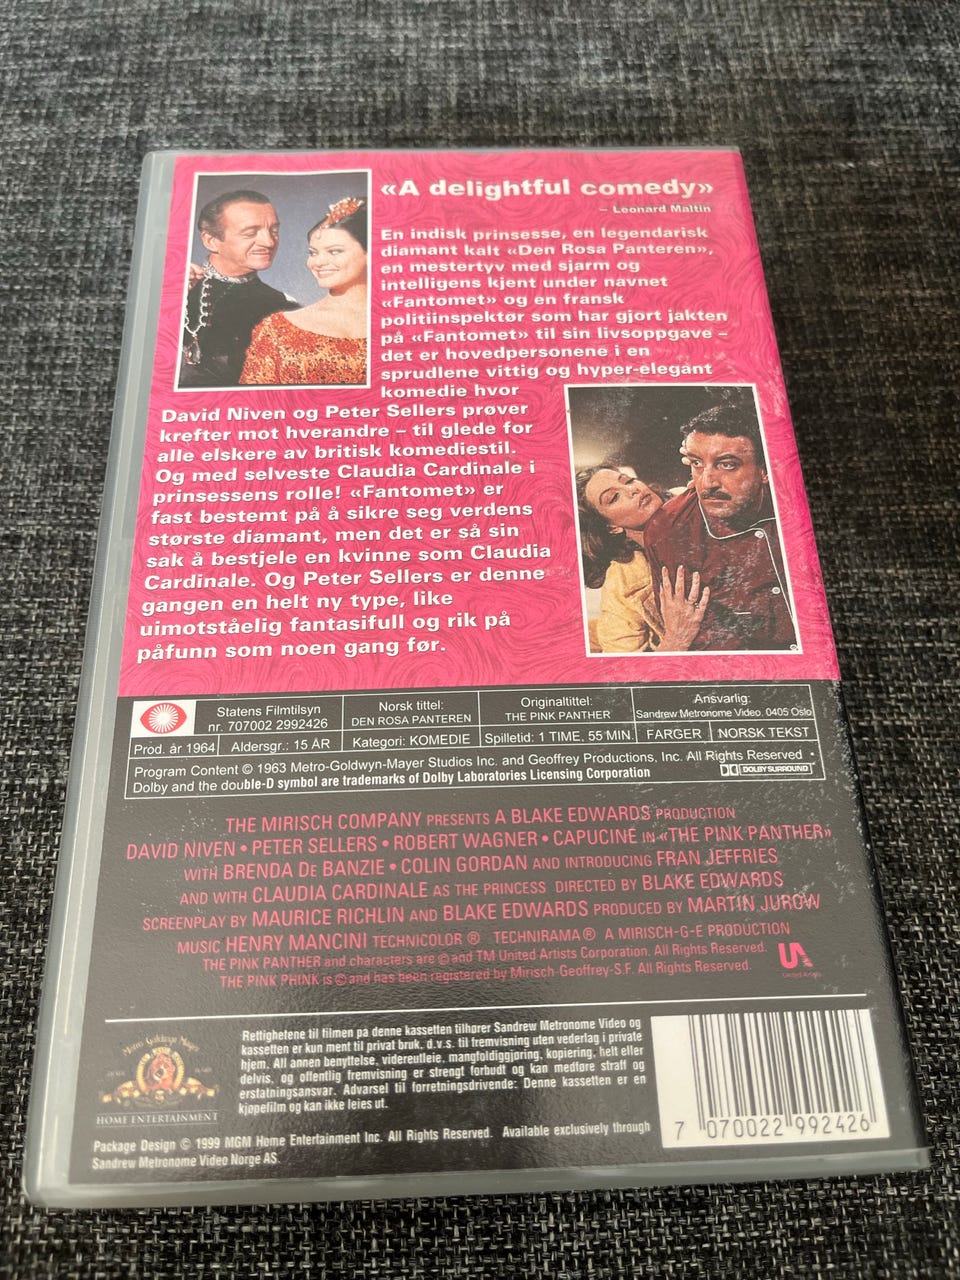 «A delightful comedy»
– Leonard Maltin
En indisk prinsesse, en legendarisk
diamant kalt «Den Rosa Panteren»,
en mestertyv med sjarm og
intelligens kjent under navnet
«Fantomet» og en fransk
politiinspektør som har gjort jakten
på «Fantomet» til sin livsoppgave –
det er hovedpersonene i en
sprudlene vittig og hyper-elegant
komedie hvor
David Niven og Peter Sellers prøver
krefter mot hverandre – til glede for
alle elskere av britisk komediestil.
Og med selveste Claudia Cardinale i
prinsessens rolle! «Fantomet» er
fast bestemt på å sikre seg verdens
største diamant, men det er så sin
sak å bestjele en kvinne som Claudia
Cardinale. Og Peter Sellers er denne
gangen en helt ny type, like
uimotståelig fantasifull og rik på
påfunn som noen gang før.
Statens Filmtilsyn
nr. 707002 2992426
Norsk tittel:
DEN ROSA PANTEREN
Originaltittel:
THE PINK PANTHER
Ansvarlig:
Sandrew Metronome Video, 0405 Oslo
Prod. år 1964 Aldersgr.: 15 ÅR Kategori: KOMEDIE Spilletid: 1 TIME, 55 MIN. FARGER NORSK TEKST
Program Content © 1963 Metro-Goldwyn-Mayer Studios Inc. and Geoffrey Productions, Inc. All Rights Reserved
Dolby and the double-D symbol are trademarks of Dolby Laboratories Licensing Corporation
DOLBY SURROUND
THE MIRISCH COMPANY PRESENTS A BLAKE EDWARDS PRODUCTION
DAVID NIVEN • PETER SELLERS • ROBERT WAGNER • CAPUCINE IN «THE PINK PANTHER»
WITH BRENDA DE BANZIE • COLIN GORDAN AND INTRODUCING FRAN JEFFRIES
AND WITH CLAUDIA CARDINALE AS THE PRINCESS DIRECTED BY BLAKE EDWARDS
SCREENPLAY BY MAURICE RICHLIN AND BLAKE EDWARDS PRODUCED BY MARTIN JUROW
MUSIC HENRY MANCINI TECHNICOLOR ® TECHNIRAMA ® A MIRISCH-G-E PRODUCTION
THE PINK PANTHER and characters are © and TM United Artists Corporation. All Rights Reserved.
THE PINK PHINK is © and has been registered by Mirisch-Geoffrey-S.F. All Rights Reserved.
UA
United Artists
Metro Goldwyn Mayer
HOME ENTERTAINMENT
Rettighetene til filmen på denne kassetten tilhører Sandrew Metronome Video og
kassetten er kun ment til privat bruk, d.v.s. til fremvisning uten vederlag i private
hjem. All annen benyttelse, videreutleie, mangfoldiggjøring, kopiering, helt eller
delvis, og offentlig fremvisning er strengt forbudt og kan medføre straff og
erstatningsansvar. Advarsel til forretningsdrivende: Denne kassetten er en
kjøpefilm og kan ikke leies ut.
Package Design © 1999 MGM Home Entertainment Inc. All Rights Reserved. Available exclusively through
Sandrew Metronome Video Norge AS.
7 070022 992426